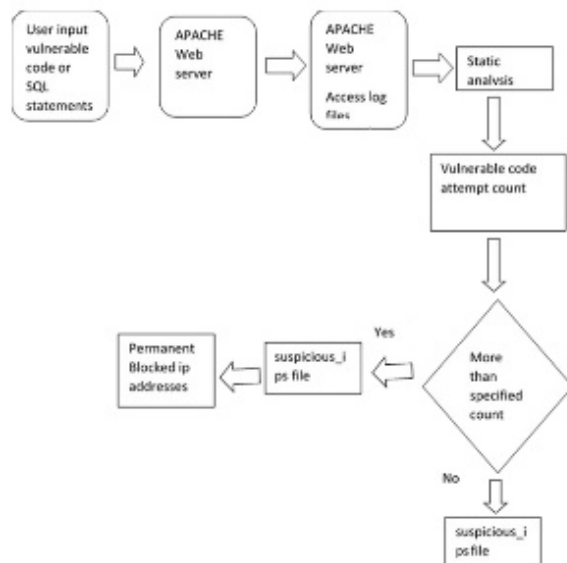 User input
vulnerable
code or
SQL
statements
APACHE
Web
server
APACHE
Web
server
Access log
files
Static
analysis
Vulnerable code
attempt count
More
than
specified
count
Yes
suspicious_i
ps file
Permanent
Blocked ip
addresses
No
suspicious_i
ps file